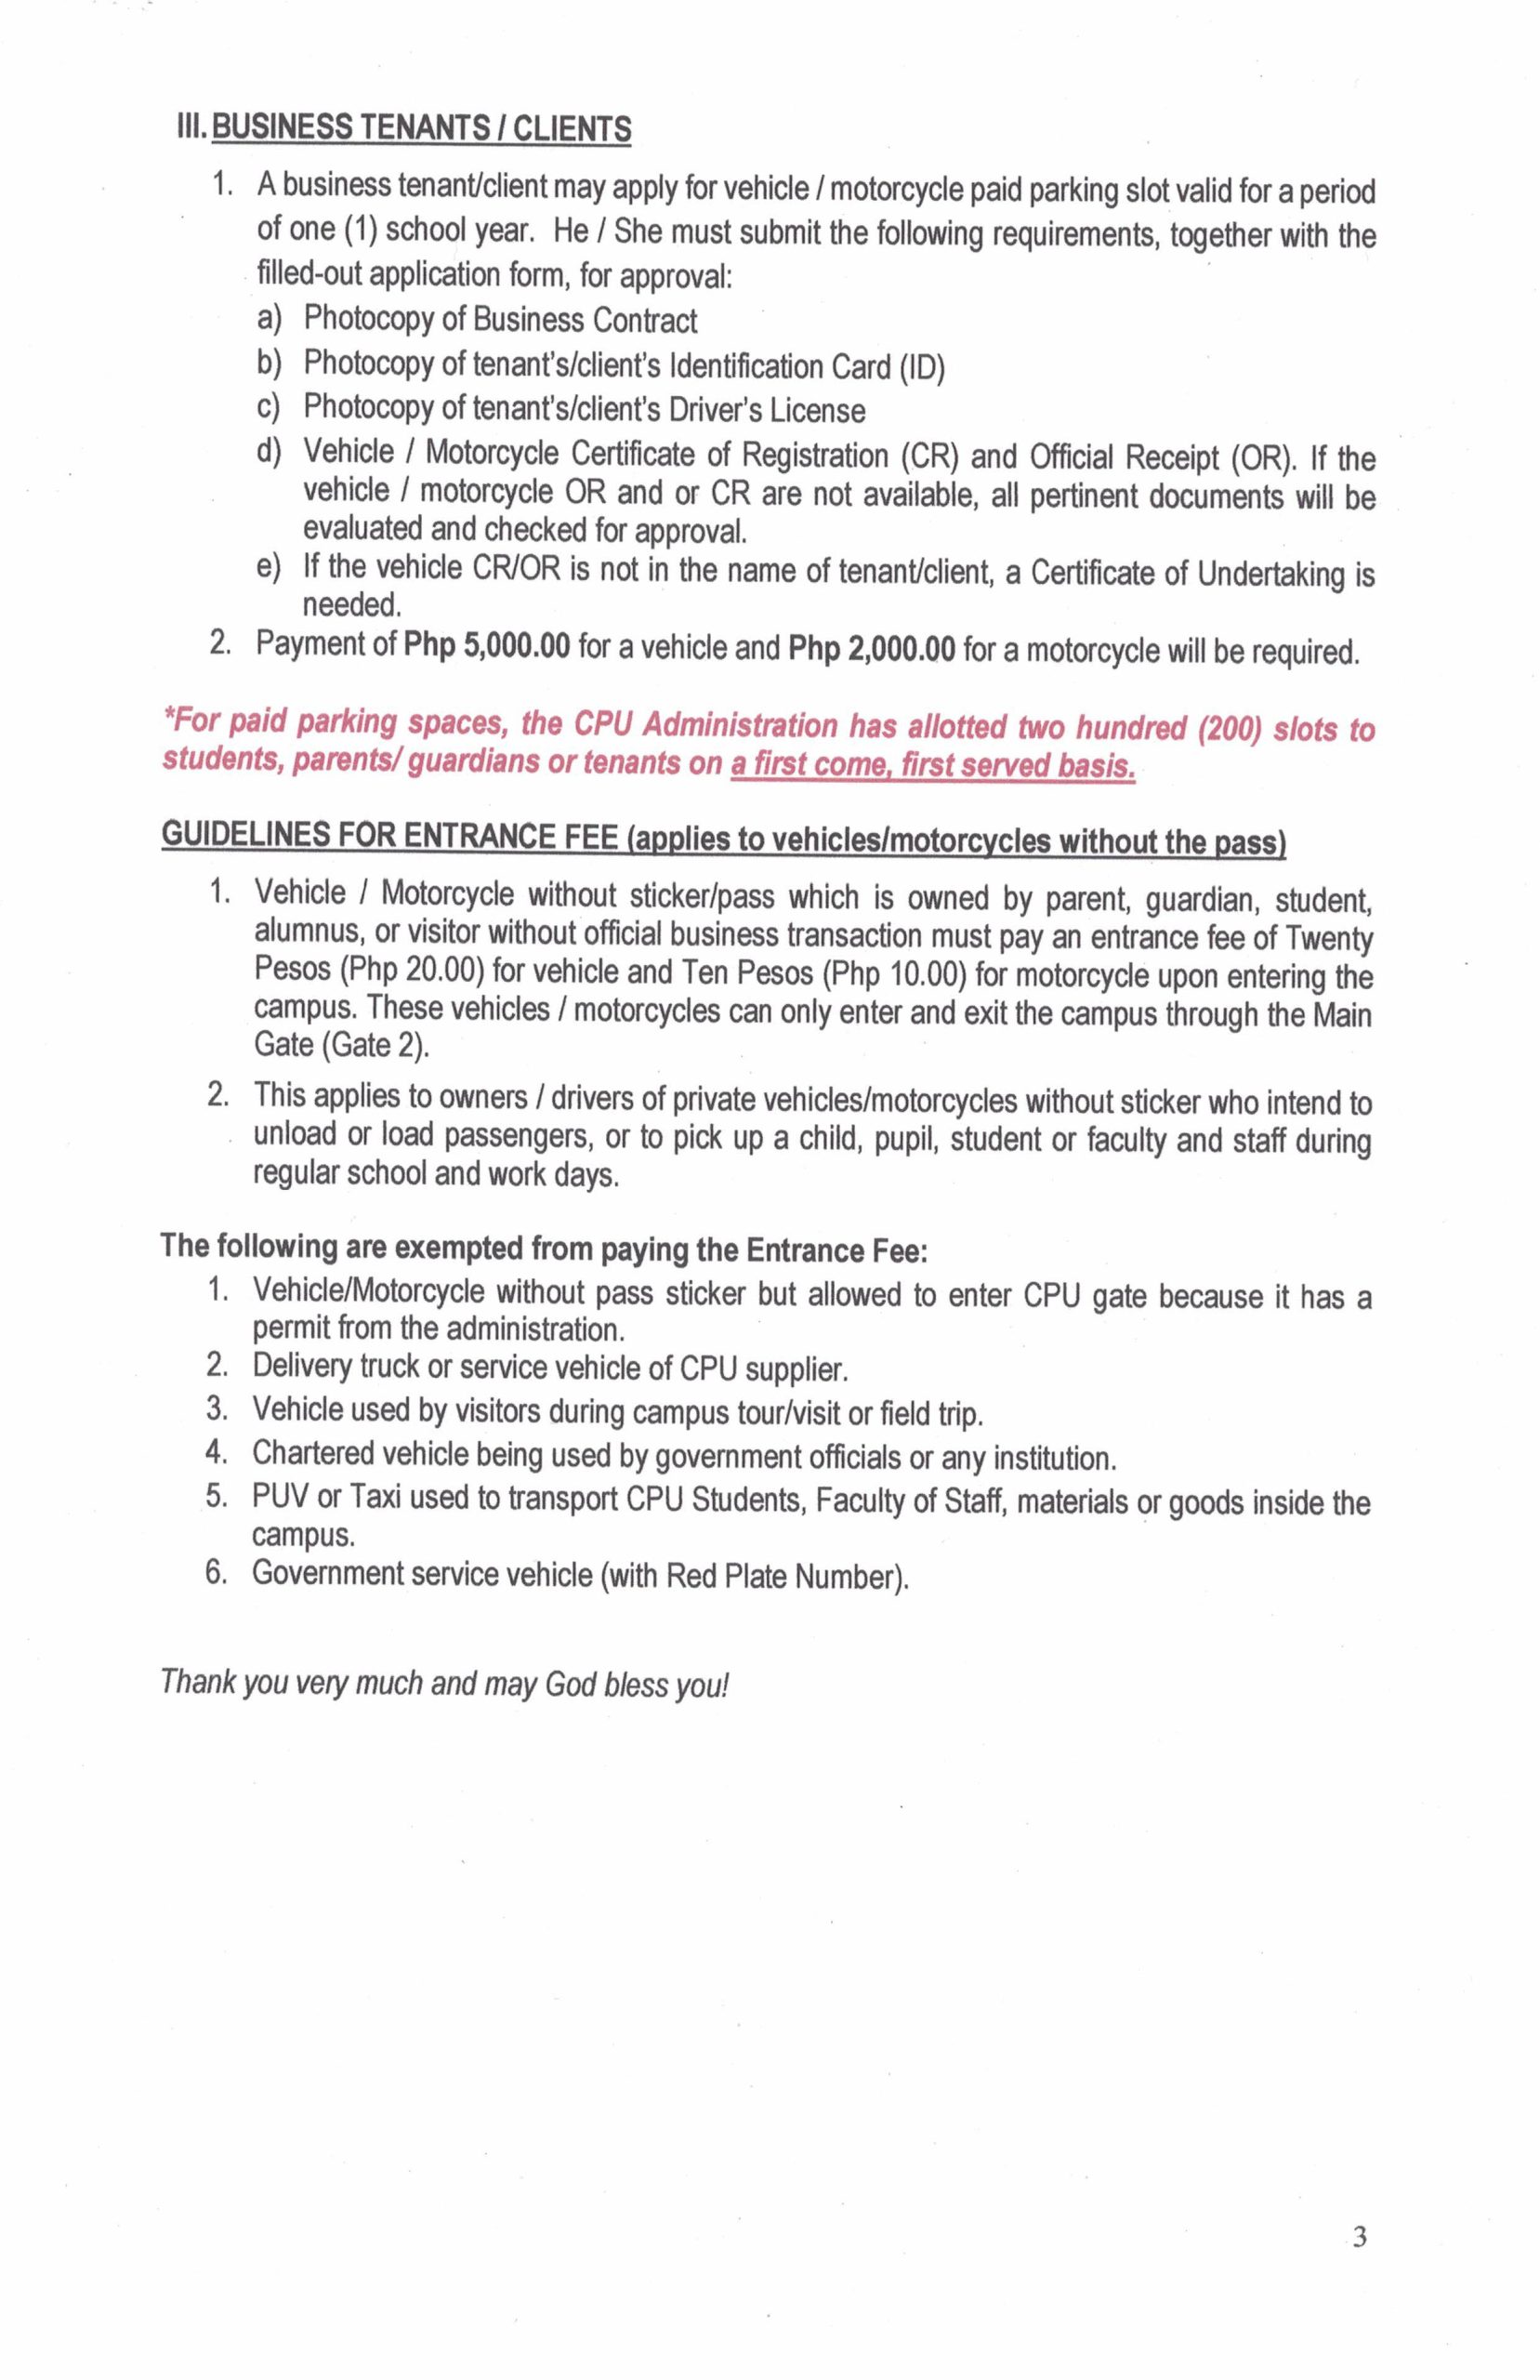 III. BUSINESS TENANTS / CLIENTS
1. A business tenant/client may apply for vehicle / motorcycle paid parking slot valid for a period
of one (1) school year. He / She must submit the following requirements, together with the
filled-out application form, for approval:
a) Photocopy of Business Contract
b) Photocopy of tenant's/client's Identification Card (ID)
c) Photocopy of tenant's/client's Driver's License
d) Vehicle / Motorcycle Certificate of Registration (CR) and Official Receipt (OR). If the
vehicle / motorcycle OR and or CR are not available, all pertinent documents will be
evaluated and checked for approval.
e) If the vehicle CR/OR is not in the name of tenant/client, a Certificate of Undertaking is
needed.
2. Payment of Php 5,000.00 for a vehicle and Php 2,000.00 for a motorcycle will be required.
*For paid parking spaces, the CPU Administration has allotted two hundred (200) slots to
students, parents/ guardians or tenants on a first come, first served basis.
GUIDELINES FOR ENTRANCE FEE (applies to vehicles/motorcycles without the pass)
1. Vehicle / Motorcycle without sticker/pass which is owned by parent, guardian, student,
alumnus, or visitor without official business transaction must pay an entrance fee of Twenty
Pesos (Php 20.00) for vehicle and Ten Pesos (Php 10.00) for motorcycle upon entering the
campus. These vehicles / motorcycles can only enter and exit the campus through the Main
Gate (Gate 2).
2. This applies to owners / drivers of private vehicles/motorcycles without sticker who intend to
unload or load passengers, or to pick up a child, pupil, student or faculty and staff during
regular school and work days.
The following are exempted from paying the Entrance Fee:
1. Vehicle/Motorcycle without pass sticker but allowed to enter CPU gate because it has a
permit from the administration.
2. Delivery truck or service vehicle of CPU supplier.
3. Vehicle used by visitors during campus tour/visit or field trip.
4. Chartered vehicle being used by government officials or any institution.
5. PUV or Taxi used to transport CPU Students, Faculty of Staff, materials or goods inside the
campus.
6. Government service vehicle (with Red Plate Number).
Thank you very much and may God bless you!
3